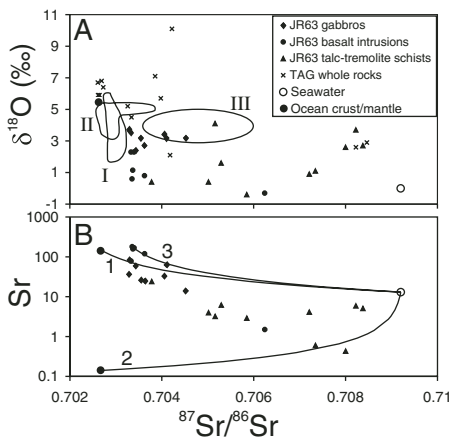 A
JR63 gabbros
JR63 basalt intrusions
JR63 talc-tremolite schists
TAG whole rocks
Seawater
Ocean crust/mantle
δ18O (‰)
11
9
7
5
3
1
-1
I
II
III
B
Sr
1000
100
10
1
0.1
1
2
3
0.702
0.704
0.706
0.708
0.71
87Sr/86Sr